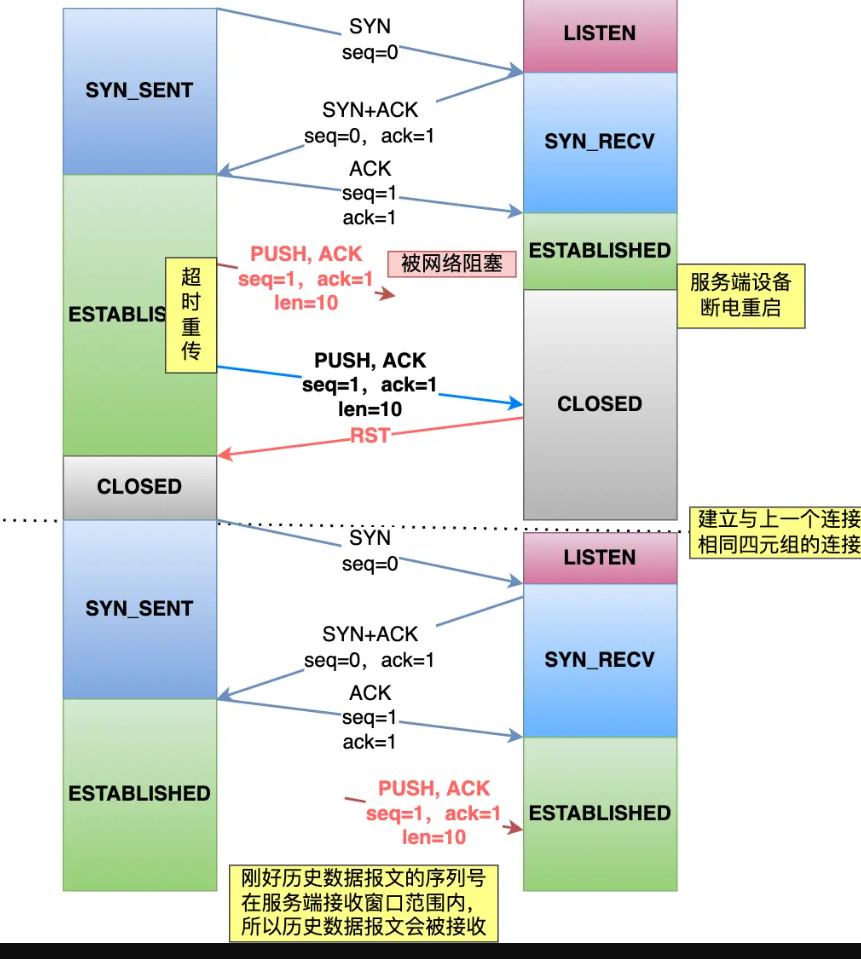 LISTEN
SYN
seq=0
SYN_SENT
SYN+ACK
seq=0, ack=1
SYN_RECV
ACK
seq=1
ack=1
ESTABLISHED
PUSH, ACK
seq=1, ack=1
len=10
被网络阻塞
超
时
重
传
ESTABLIS
服务端设备
断电重启
PUSH, ACK
seq=1, ack=1
len=10
CLOSED
RST
CLOSED
建立与上一个连接
相同四元组的连接
SYN
seq=0
LISTEN
SYN_SENT
SYN+ACK
seq=0, ack=1
SYN_RECV
ACK
seq=1
ack=1
ESTABLISHED
PUSH, ACK
seq=1, ack=1
len=10
ESTABLISHED
刚好历史数据报文的序列号
在服务端接收窗口范围内,
所以历史数据报文会被接收